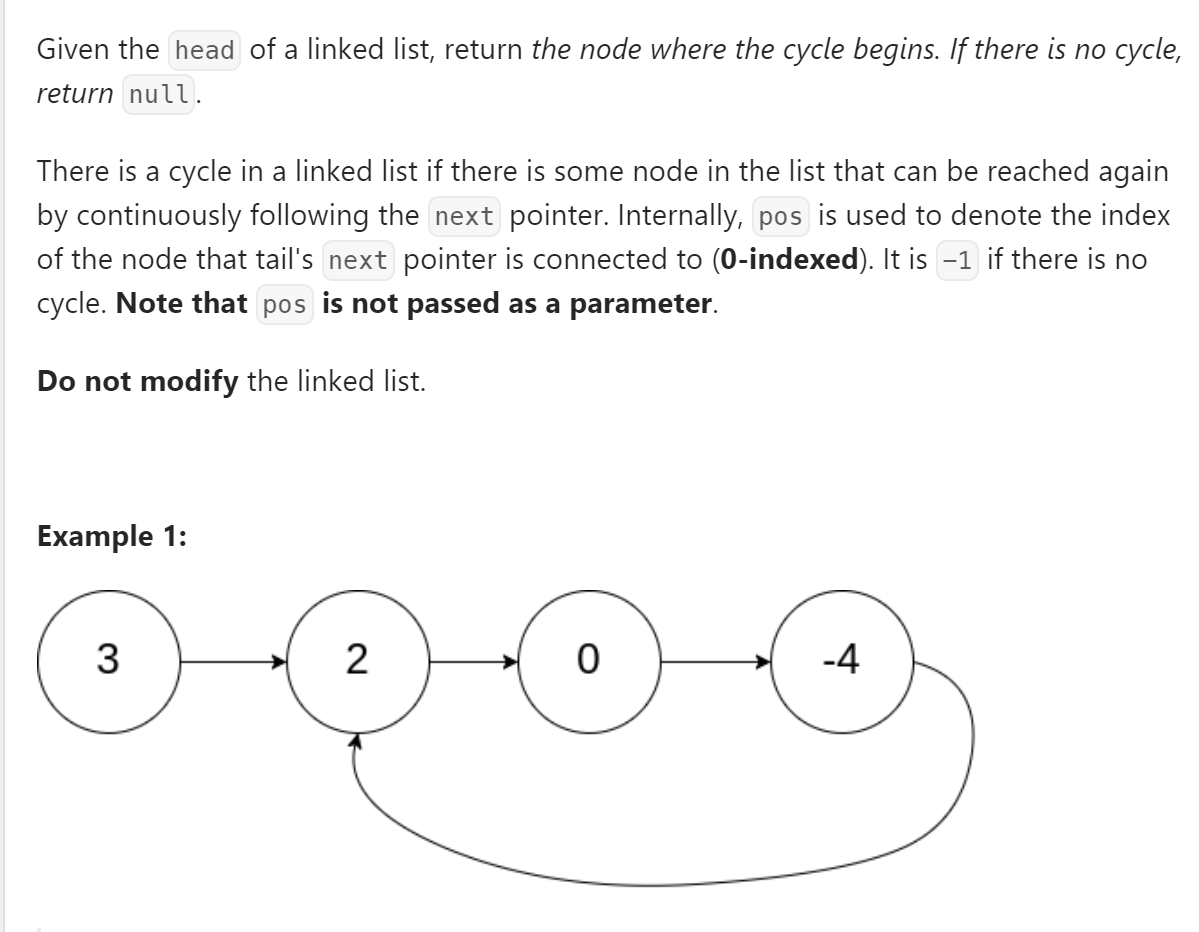 Given the head of a linked list, return the node where the cycle begins. If there is no cycle,
return null.
There is a cycle in a linked list if there is some node in the list that can be reached again
by continuously following the next pointer. Internally, pos is used to denote the index
of the node that tail's next pointer is connected to (0-indexed). It is -1 if there is no
cycle. Note that pos is not passed as a parameter.
Do not modify the linked list.
Example 1:
3 2 0 -4